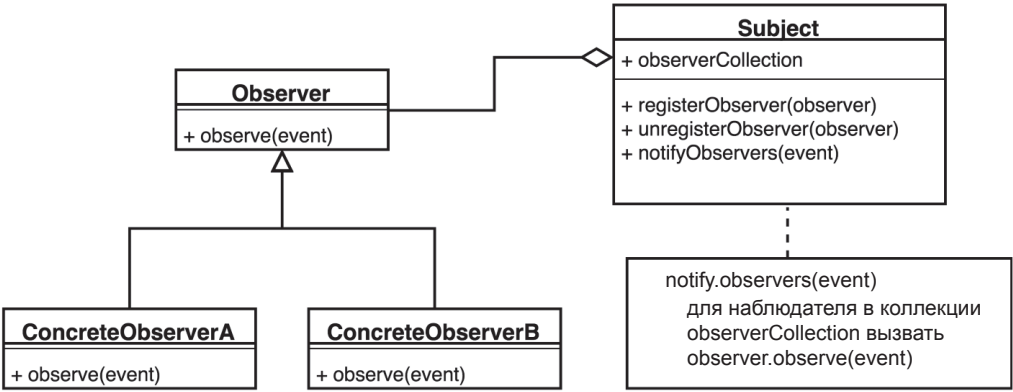 Subject
+ observerCollection
+ registerObserver(observer)
+ unregisterObserver(observer)
+ notifyObservers(event)
Observer
+ observe(event)
ConcreteObserverA
+ observe(event)
ConcreteObserverB
+ observe(event)
notify.observers(event)
для наблюдателя в коллекции
observerCollection вызвать
observer.observe(event)